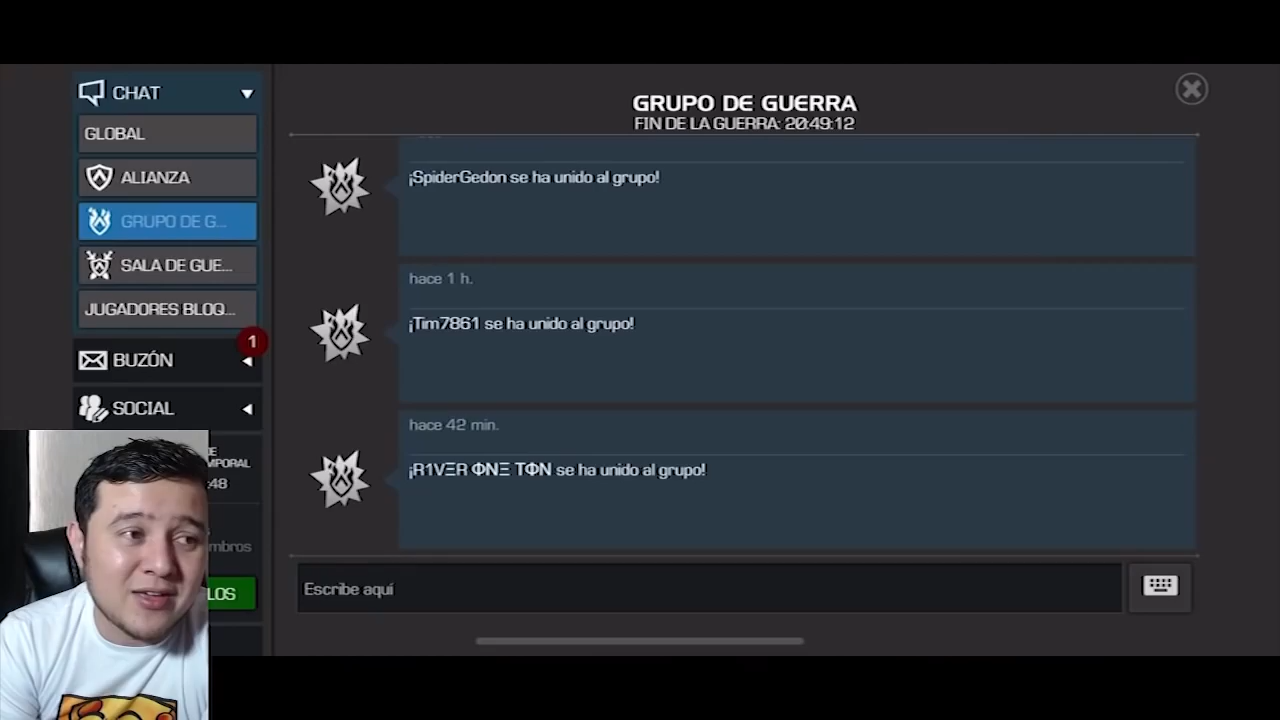 CHAT
GLOBAL
ALIANZA
GRUPO DE G...
SALA DE GUE...
JUGADORES BLOQ...
1
BUZÓN
SOCIAL
:48
LOS
GRUPO DE GUERRA
FIN DE LA GUERRA: 20:49:12
¡SpiderGedon se ha unido al grupo!
hace 1 h.
¡Tim7861 se ha unido al grupo!
hace 42 min.
¡R1VΞR ΦNΞ TΦN se ha unido al grupo!
Escribe aquí